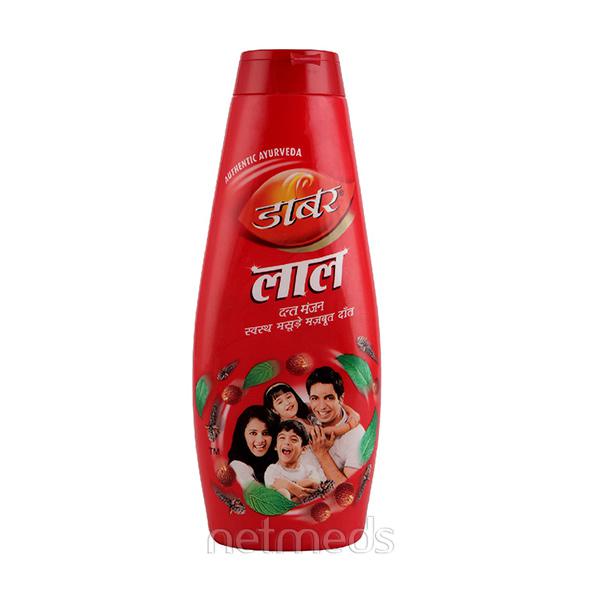 AUTHENTIC AYURVEDA
डाबर®
लाल
दन्त मंजन
स्वस्थ मसूड़े मज़बूत दाँत
TM
netmeds